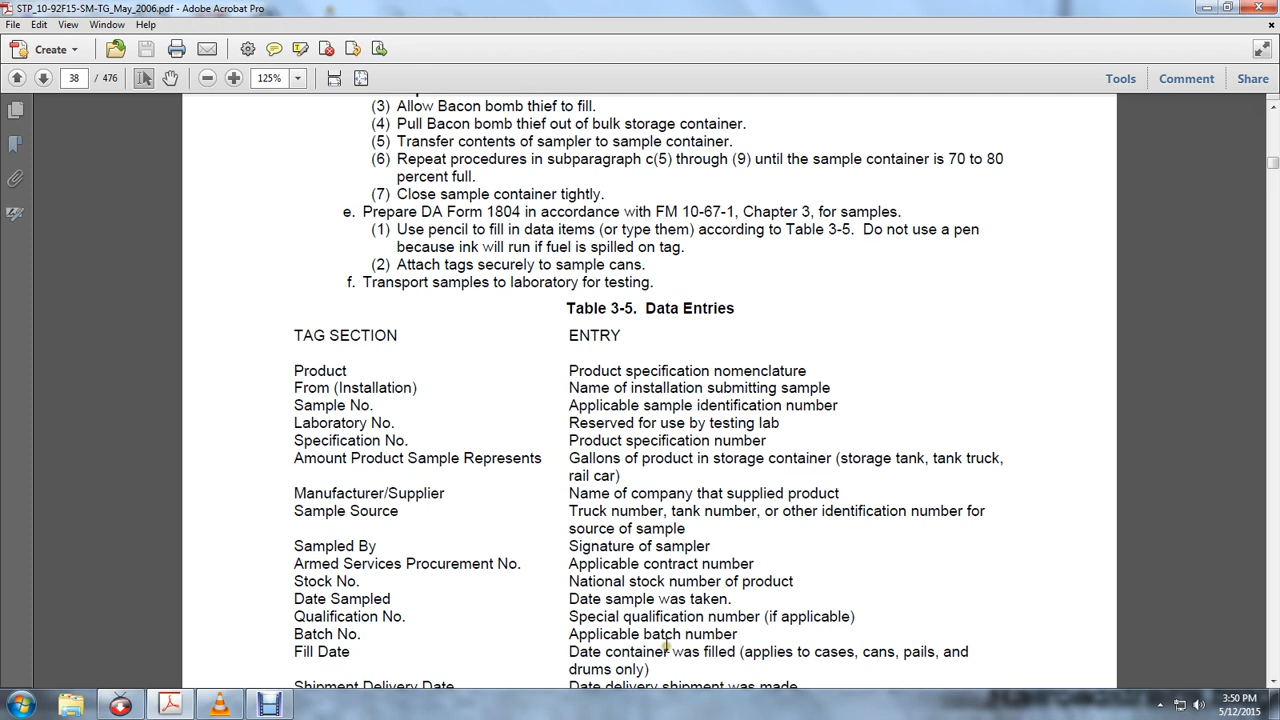 STP_10-92F15-SM-TG_May_2006.pdf - Adobe Acrobat Pro
File Edit View Window Help
Create
38 / 476 125% Tools Comment Share
(3) Allow Bacon bomb thief to fill.
(4) Pull Bacon bomb thief out of bulk storage container.
(5) Transfer contents of sampler to sample container.
(6) Repeat procedures in subparagraph c(5) through (9) until the sample container is 70 to 80
percent full.
(7) Close sample container tightly.
e. Prepare DA Form 1804 in accordance with FM 10-67-1, Chapter 3, for samples.
(1) Use pencil to fill in data items (or type them) according to Table 3-5. Do not use a pen
because ink will run if fuel is spilled on tag.
(2) Attach tags securely to sample cans.
f. Transport samples to laboratory for testing.
Table 3-5. Data Entries
TAG SECTION ENTRY
Product Product specification nomenclature
From (Installation) Name of installation submitting sample
Sample No. Applicable sample identification number
Laboratory No. Reserved for use by testing lab
Specification No. Product specification number
Amount Product Sample Represents Gallons of product in storage container (storage tank, tank truck,
rail car)
Manufacturer/Supplier Name of company that supplied product
Sample Source Truck number, tank number, or other identification number for
source of sample
Sampled By Signature of sampler
Armed Services Procurement No. Applicable contract number
Stock No. National stock number of product
Date Sampled Date sample was taken.
Qualification No. Special qualification number (if applicable)
Batch No. Applicable batch number
Fill Date Date container was filled (applies to cases, cans, pails, and
drums only)
Shipment Delivery Date Date delivery shipment was made
3:50 PM
5/12/2015